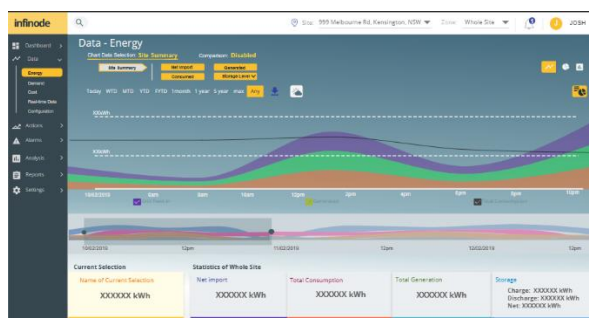 infinode
Site: 999 Melbourne Rd, Kensington, NSW
Zone: Whole Site
JOSH
Dashboard
Data
Energy
Demand
Cost
Real-time Data
Configuration
Actions
Alarms
Analysis
Reports
Settings
Data - Energy
Chart Data Selection: Site Summary
Comparison: Disabled
Site Summary
Net Import
Generated
Consumed
Storage Level
Today WTD MTD YTD FYTD 1month 1 year 5 year max Any
XXkWh
XXkWh
10/02/2019 6am 8am 10am 12pm 2pm 4pm 6pm 8pm 10pm
10/02/2019 12pm 11/02/2019 12pm 12/02/2019 12pm
Current Selection
Statistics of Whole Site
Name of Current Selection
XXXXXX kWh
Net import
XXXXXX kWh
Total Consumption
XXXXXX kWh
Total Generation
XXXXXX kWh
Storage
Charge: XXXXXX kWh
Discharge: XXXXXX kWh
Net: XXXXXX kWh